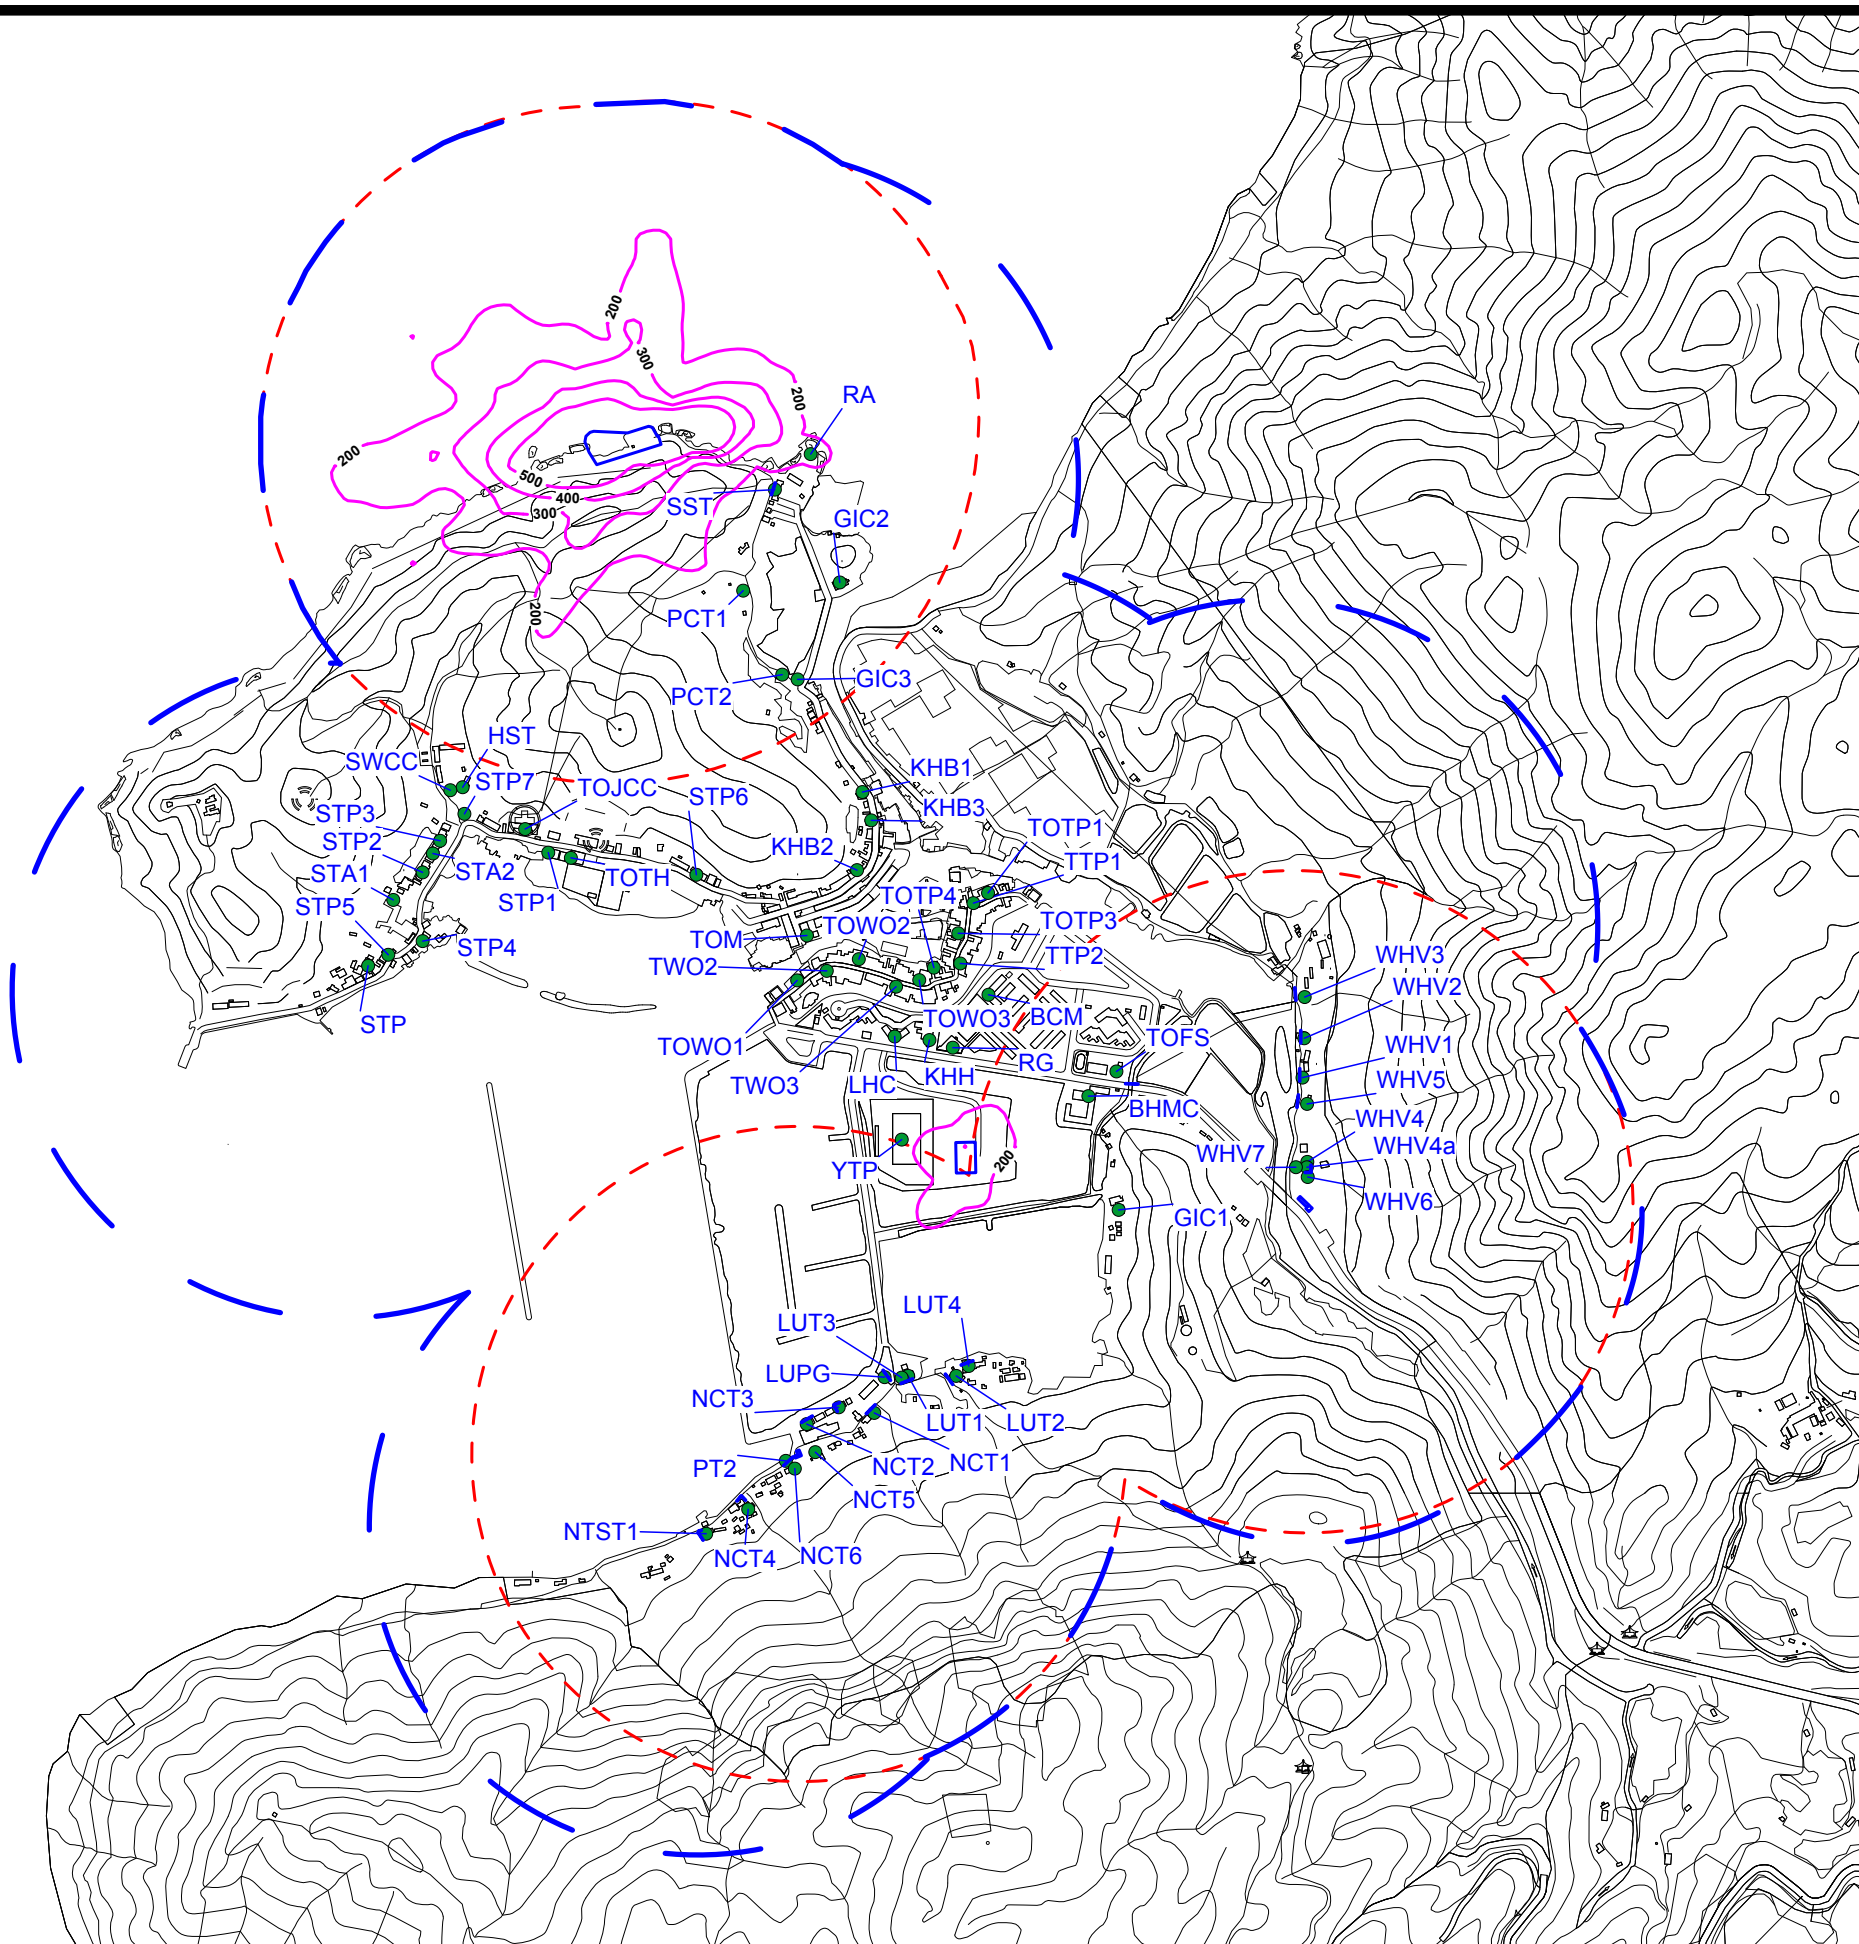 200
300
200
RA
200
500
400
300
SST
GIC2
200
PCT1
PCT2
GIC3
HST
SWCC
STP7
TOJCC
STP6
KHB1
STP3
KHB3
STP2
TOTP1
KHB2
TTP1
STA1
STA2
TOTH
TOTP4
STP5
STP1
TOTP3
TOM
TOWO2
STP4
TTP2
WHV3
TWO2
WHV2
STP
TOWO3
BCM
TOFS
TOWO1
WHV1
RG
TWO3
LHC
KHH
WHV5
BHMC
WHV4
WHV4a
WHV7
200
YTP
WHV6
GIC1
LUT4
LUT3
LUPG
NCT3
LUT1
LUT2
PT2
NCT2
NCT1
NCT5
NTST1
NCT4
NCT6